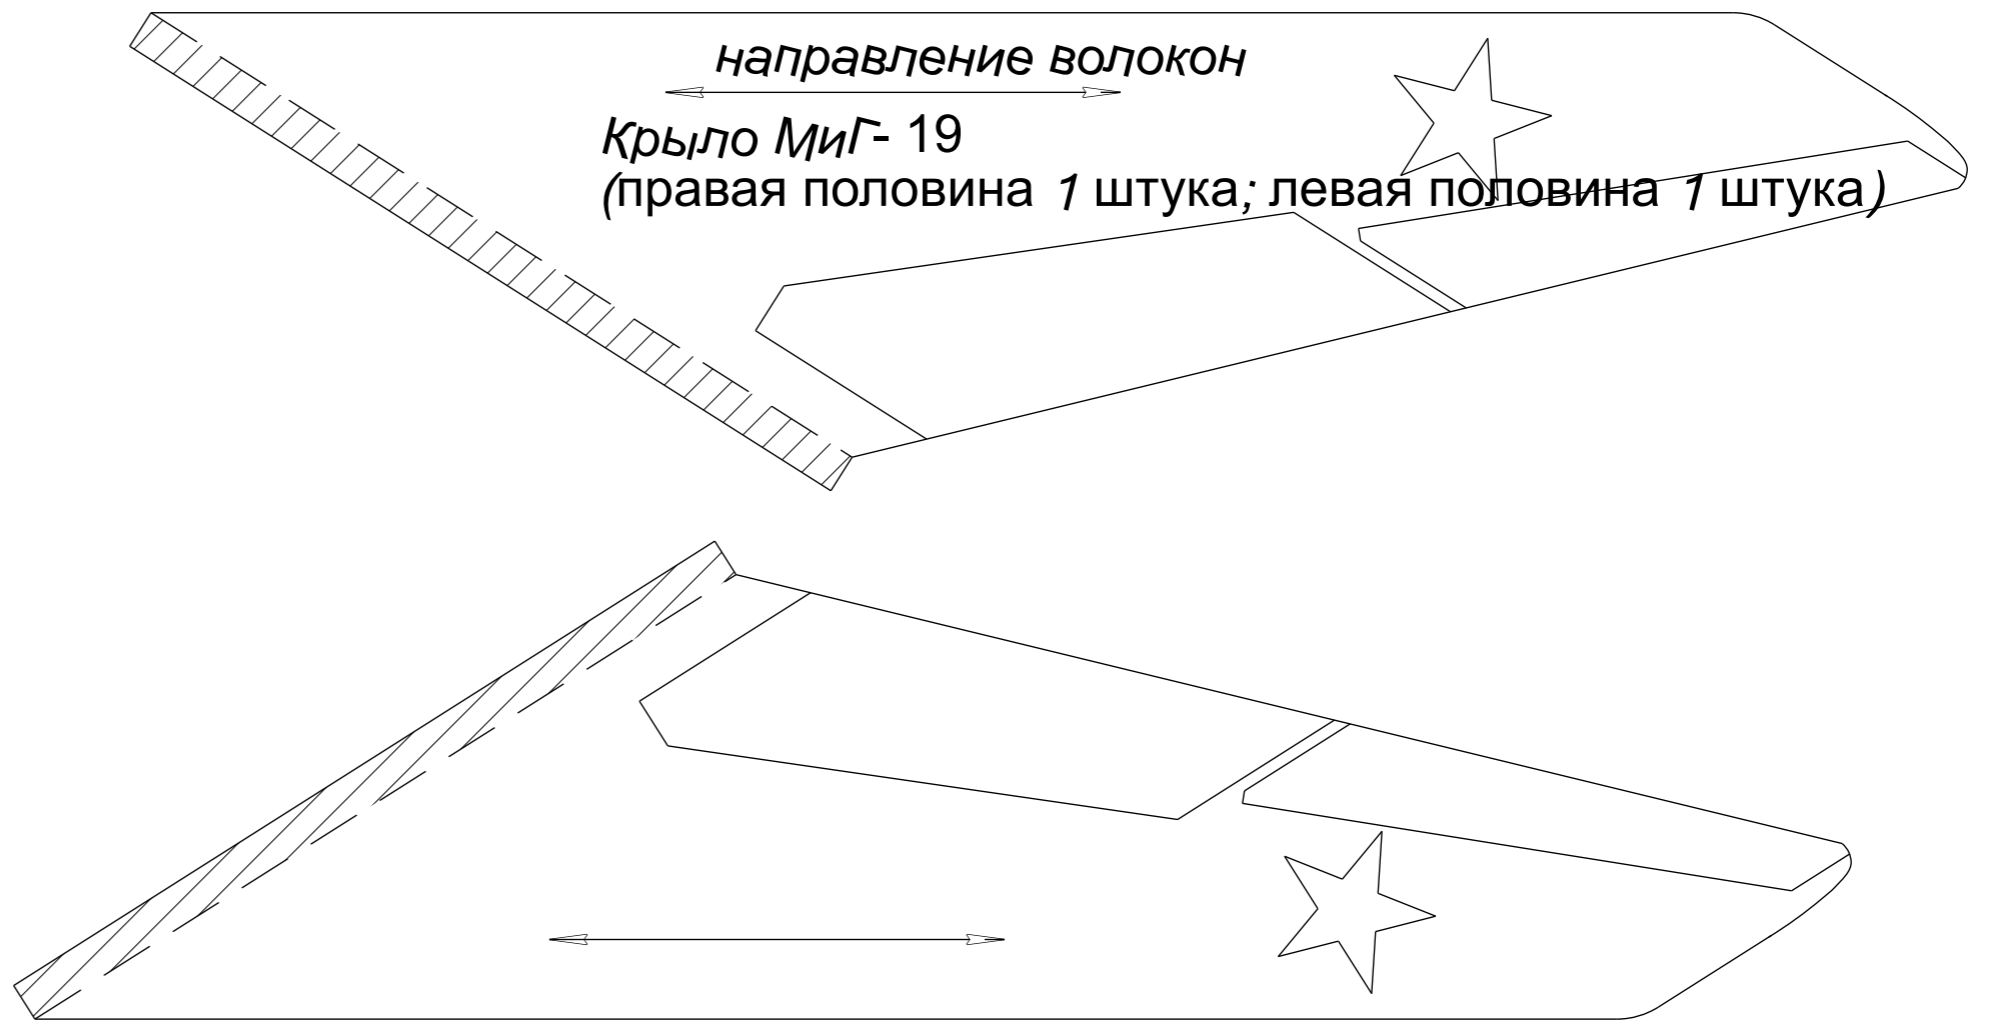 направление волокон
Крыло МиГ- 19
(правая половина 1 штука; левая половина 1 штука)